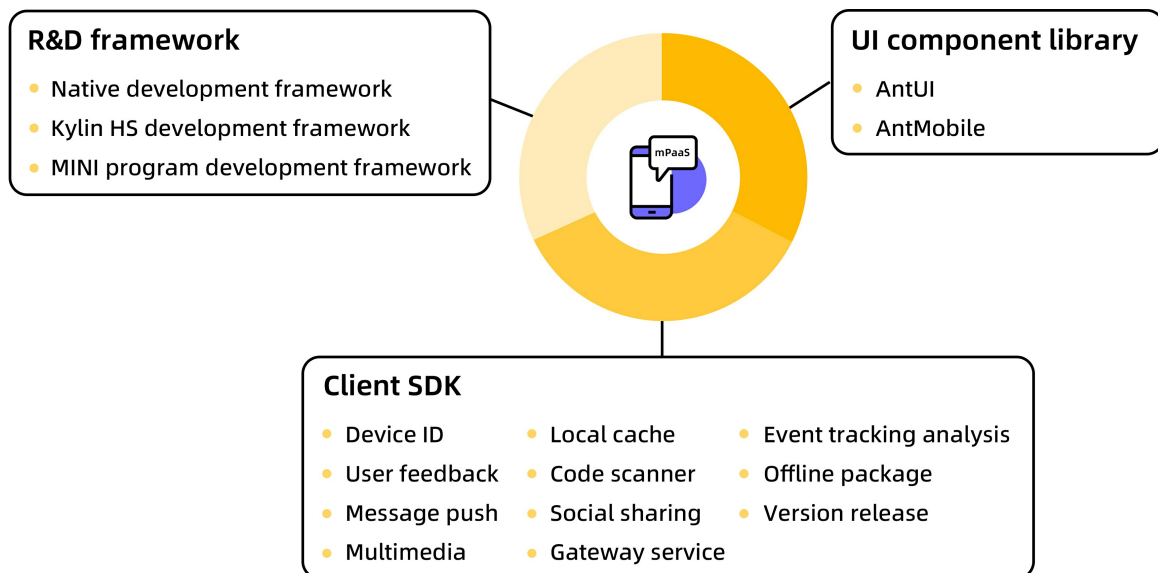 R&D framework
Native development framework
Kylin HS development framework
MINI program development framework
UI component library
AntUI
AntMobile
mPaaS
Client SDK
Device ID
User feedback
Message push
Multimedia
Local cache
Code scanner
Social sharing
Gateway service
Event tracking analysis
Offline package
Version release